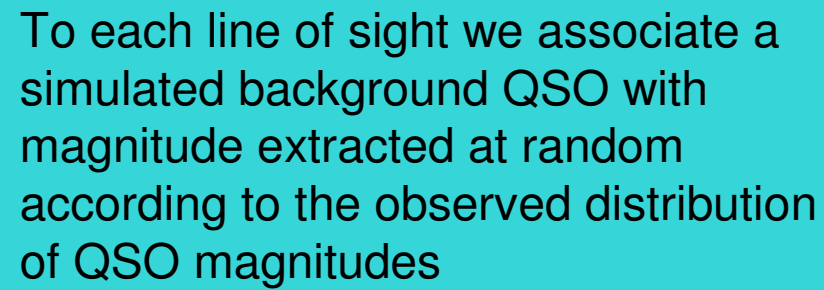 To each line of sight we associate a
simulated background QSO with
magnitude extracted at random
according to the observed distribution
of QSO magnitudes